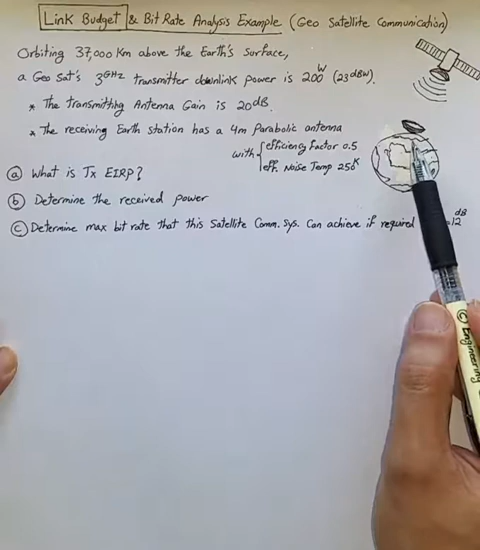 Link Budget & Bit Rate Analysis Example (Geo Satellite Communication)
Orbiting 37,000 Km above the Earth's Surface,
a Geo Sat's 3GHz transmitter downlink power is 200W (23dBW).
* The transmitting Antenna Gain is 20dB.
* The receiving Earth station has a 4m Parabolic antenna
with { efficiency factor 0.5
eff. Noise Temp 250K
(a) What is Tx EIRP?
(b) Determine the received power
(c) Determine max bit rate that this Satellite Comm. Sys. Can achieve if required =12dB
(C) Engineering